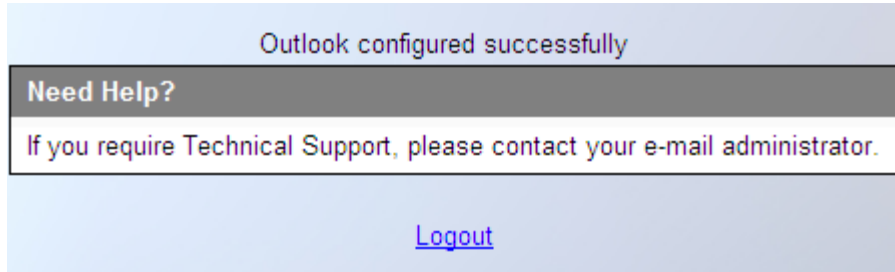 Outlook configured successfully
Need Help?
If you require Technical Support, please contact your e-mail administrator.
Logout